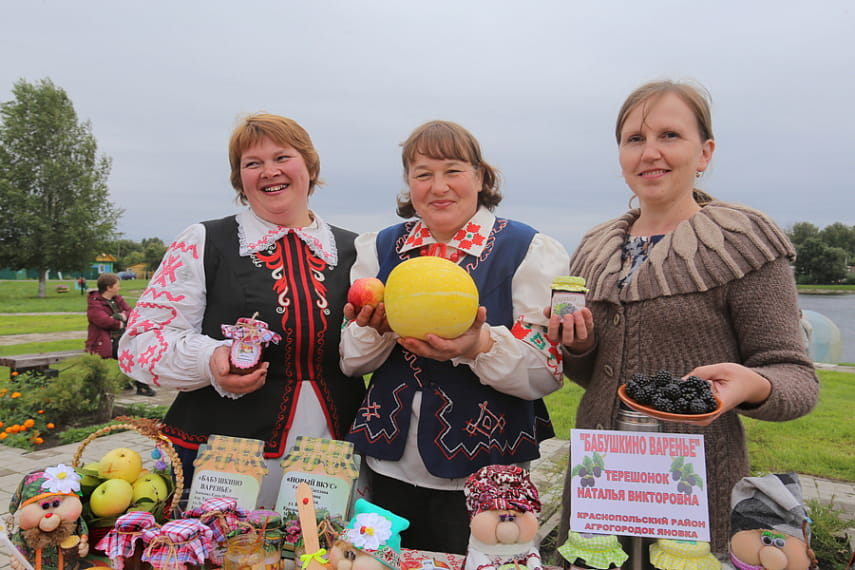 «БАБУШКИНО
ВАРЕНЬЕ»
«НОВЫЙ ВКУС»
"БАБУШКИНО ВАРЕНЬЕ"
ТЕРЕШОНОК
НАТАЛЬЯ ВИКТОРОВНА
КРАСНОПОЛЬСКИЙ РАЙОН
АГРОГОРОДОК ЯНОВКА